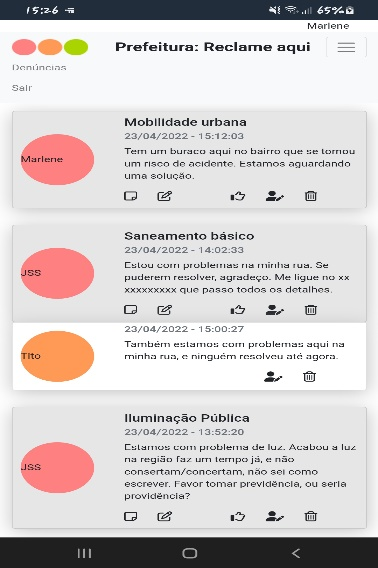 15:26
65%
Marlene
Prefeitura: Reclame aqui
Denúncias
Sair
Mobilidade urbana
23/04/2022 - 15:12:03
Marlene
Tem um buraco aqui no bairro que se tornou
um risco de acidente. Estamos aguardando
uma solução.
Saneamento básico
23/04/2022 - 14:02:33
JSS
Estou com problemas na minha rua. Se
puderem resolver, agradeço. Me ligue no xx
xxxxxxxxx que passo todos os detalhes.
23/04/2022 - 15:00:27
Tito
Também estamos com problemas aqui na
minha rua, e ninguém resolveu até agora.
Iluminação Pública
23/04/2022 - 13:52:20
JSS
Estamos com problema de luz. Acabou a luz
na região faz um tempo já, e não
consertam/concertam, não sei como
escrever. Favor tomar previdência, ou seria
providência?